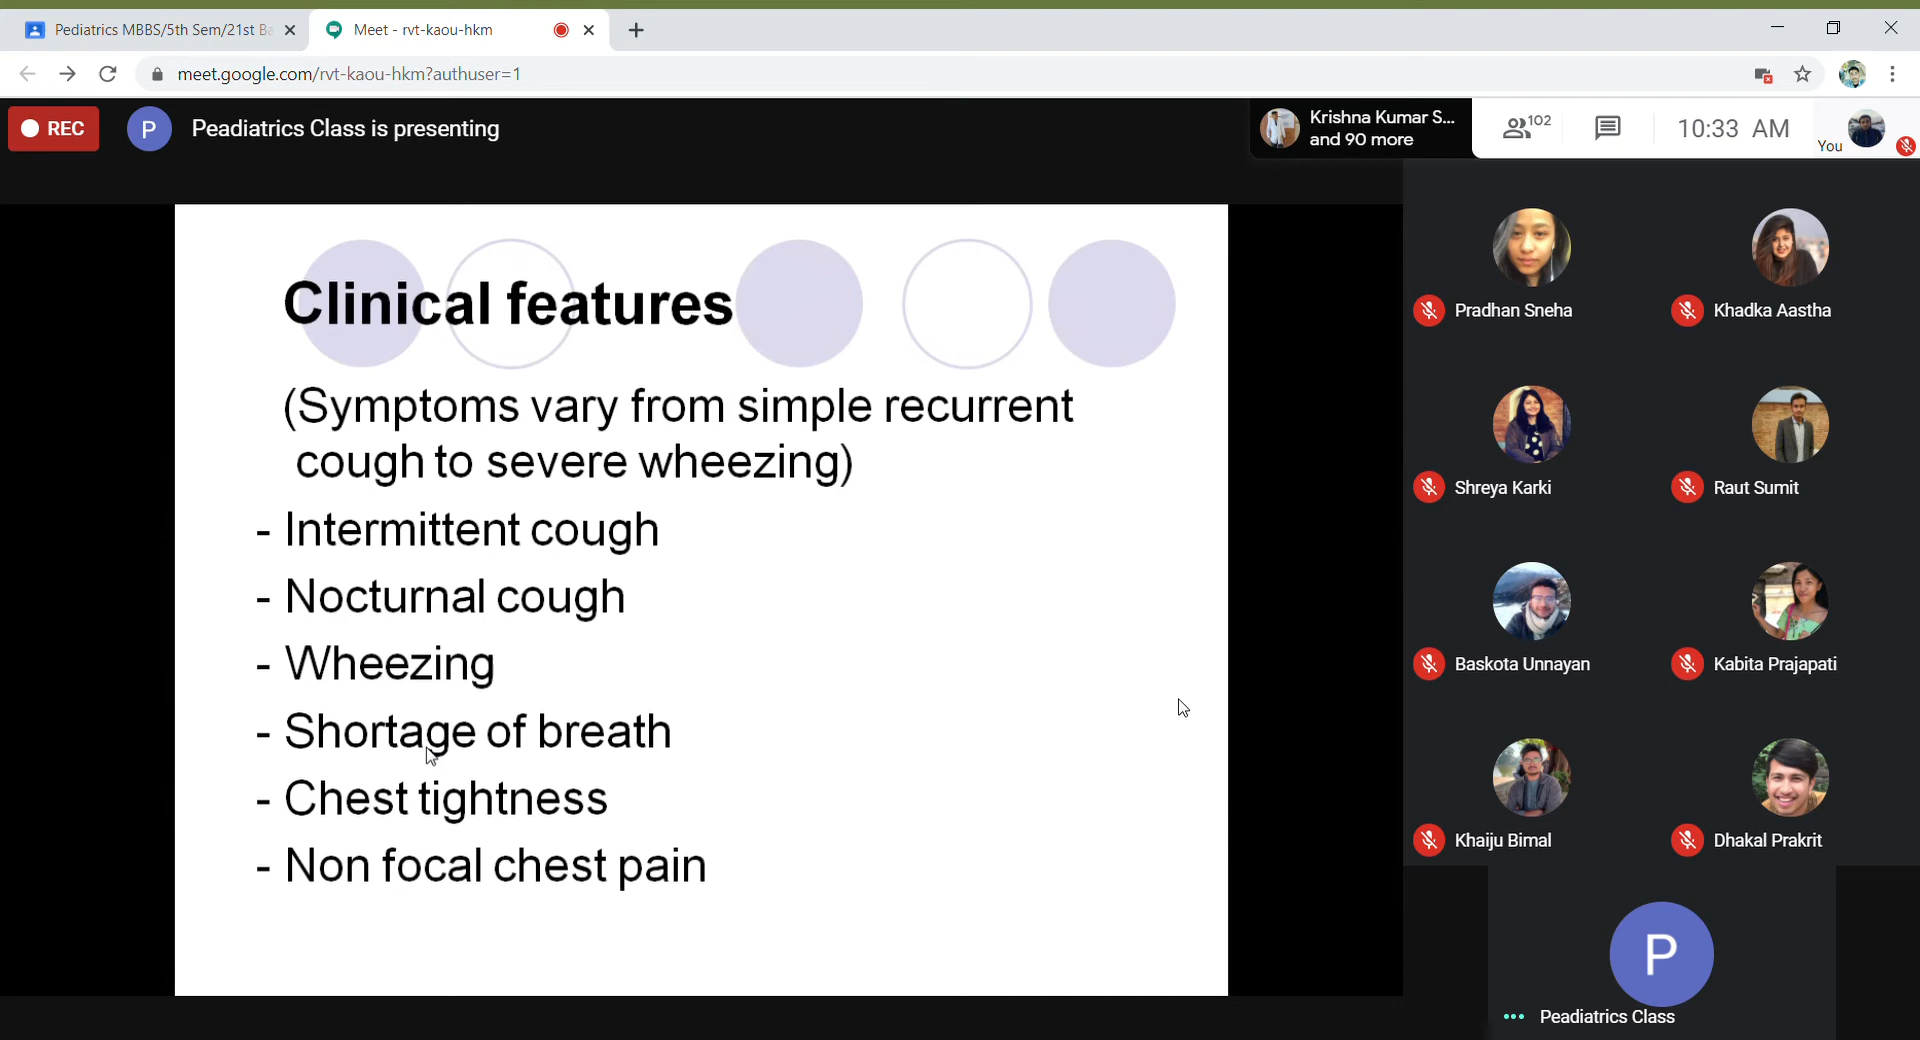 Pediatrics MBBS/5th Sem/21st Ba
Meet - rvt-kaou-hkm
meet.google.com/rvt-kaou-hkm?authuser=1
REC
P
Peadiatrics Class is presenting
Krishna Kumar S...
and 90 more
102
10:33 AM
You
Clinical features
(Symptoms vary from simple recurrent
cough to severe wheezing)
- Intermittent cough
- Nocturnal cough
- Wheezing
- Shortage of breath
- Chest tightness
- Non focal chest pain
Pradhan Sneha
Khadka Aastha
Shreya Karki
Raut Sumit
Baskota Unnayan
Kabita Prajapati
Khaiju Bimal
Dhakal Prakrit
P
Peadiatrics Class